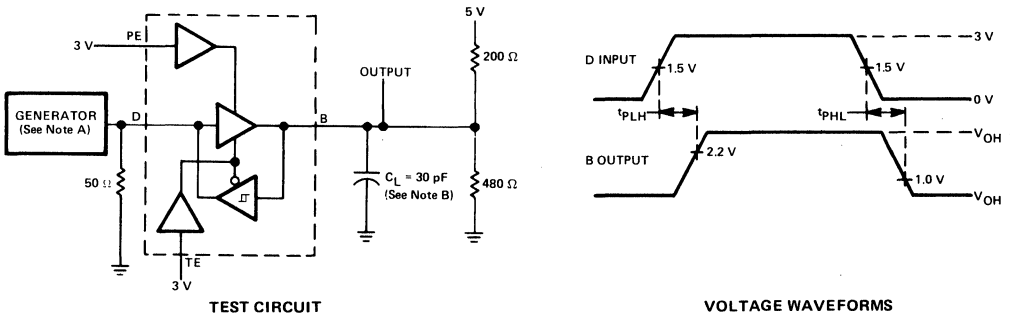 5 V
PE
3 V
200 Ω
OUTPUT
GENERATOR
(See Note A)
D
B
50 Ω
C_L = 30 pF
(See Note B)
480 Ω
TE
3 V
TEST CIRCUIT
3 V
D INPUT
1.5 V
1.5 V
0 V
t_PLH
t_PHL
V_OH
B OUTPUT
2.2 V
1.0 V
V_OH
VOLTAGE WAVEFORMS